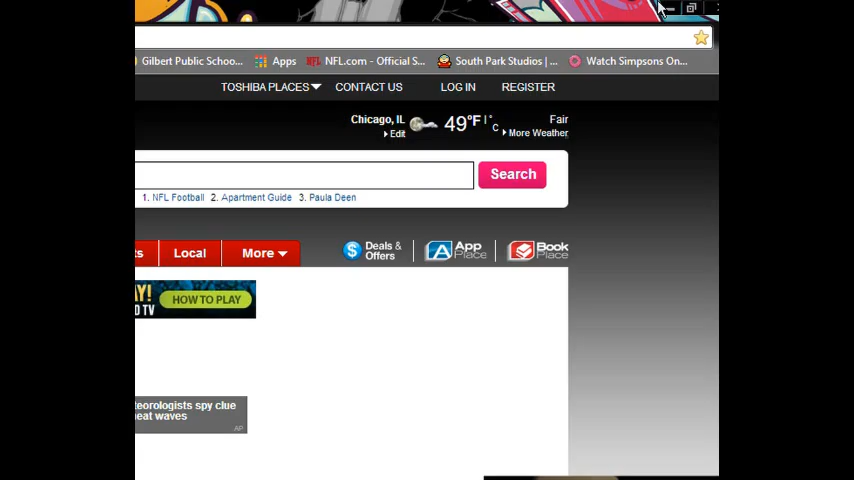 Gilbert Public Schoo... Apps NFL NFL.com - Official S... South Park Studios | ... Watch Simpsons On...
TOSHIBA PLACES CONTACT US LOG IN REGISTER
Chicago, IL 49°F | °C Fair
Edit More Weather
Search
1. NFL Football 2. Apartment Guide 3. Paula Deen
ts Local More Deals & Offers App Place Book Place
Y! HOW TO PLAY
TV
teorologists spy clue
eat waves
AP